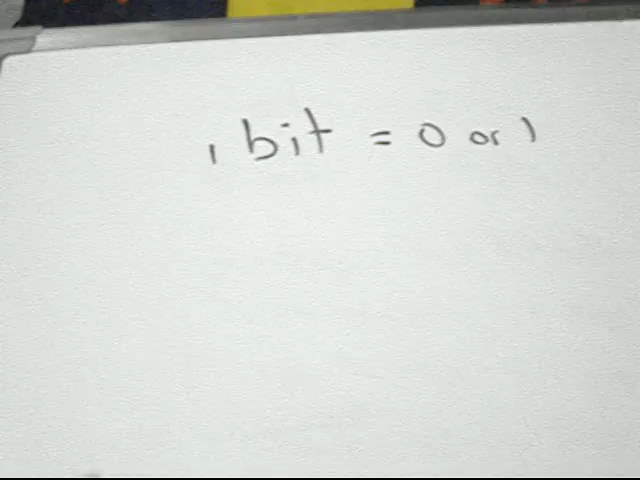 1 bit = 0 or 1